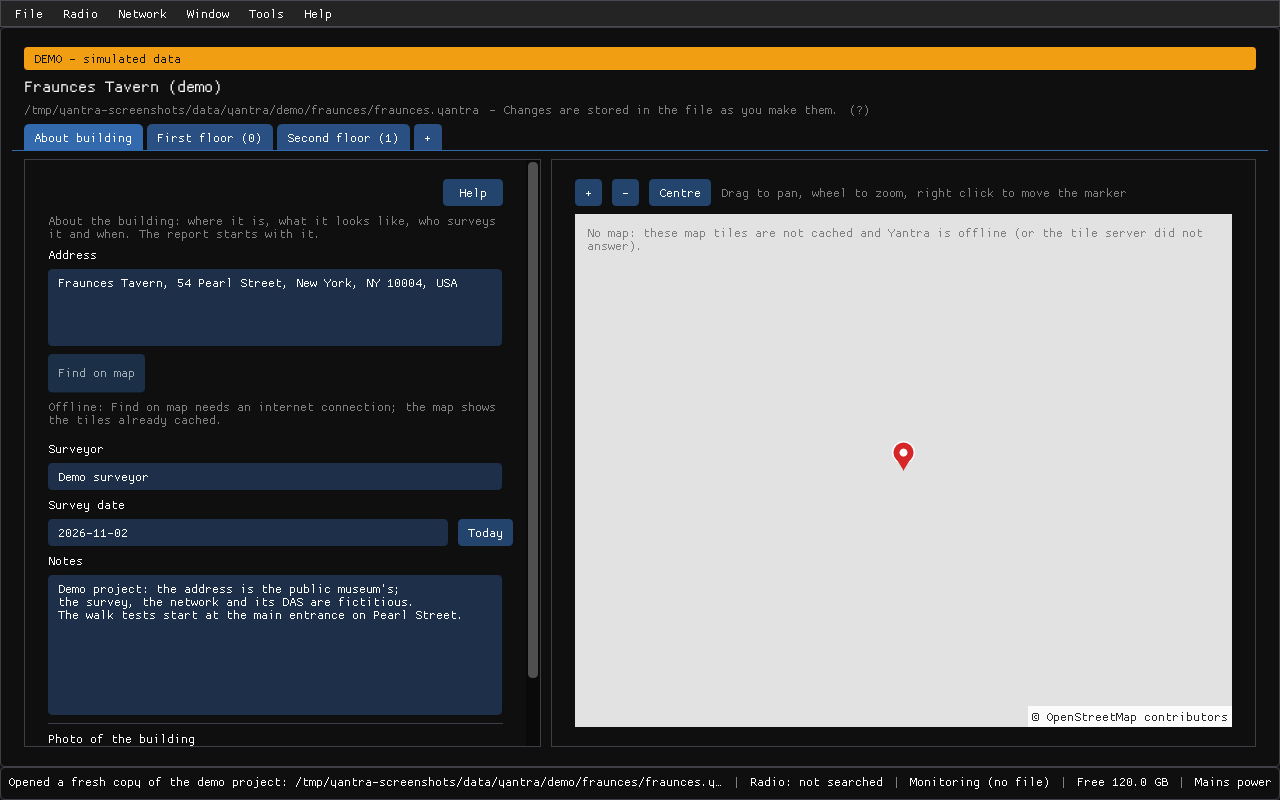 File Radio Network Window Tools Help
DEMO - simulated data
Fraunces Tavern (demo)
/tmp/yantra-screenshots/data/yantra/demo/fraunces/fraunces.yantra - Changes are stored in the file as you make them. (?)
About building First floor (0) Second floor (1) +
Help
About the building: where it is, what it looks like, who surveys
it and when. The report starts with it.
Address
Fraunces Tavern, 54 Pearl Street, New York, NY 10004, USA
Find on map
Offline: Find on map needs an internet connection; the map shows
the tiles already cached.
Surveyor
Demo surveyor
Survey date
2026-11-02 Today
Notes
Demo project: the address is the public museum's;
the survey, the network and its DAS are fictitious.
The walk tests start at the main entrance on Pearl Street.
Photo of the building
+ - Centre Drag to pan, wheel to zoom, right click to move the marker
No map: these map tiles are not cached and Yantra is offline (or the tile server did not
answer).
© OpenStreetMap contributors
Opened a fresh copy of the demo project: /tmp/yantra-screenshots/data/yantra/demo/fraunces/fraunces.y… | Radio: not searched | Monitoring (no file) | Free 120.0 GB | Mains power